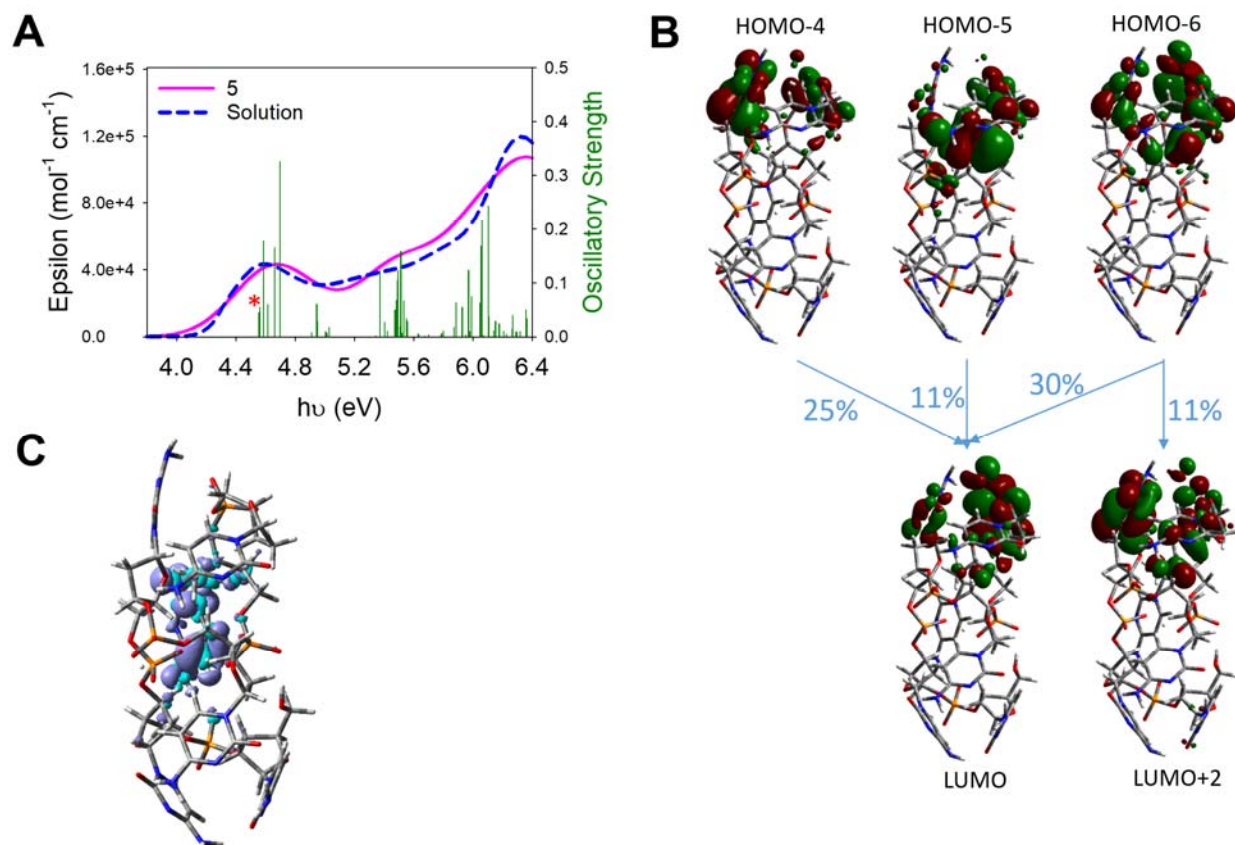 A
1.6e+5
1.2e+5
8.0e+4
4.0e+4
0.0
Epsilon (mol⁻¹ cm⁻¹)
5
Solution
*
0.5
0.4
0.3
0.2
0.1
0.0
Oscillatory Strength
4.0 4.4 4.8 5.2 5.6 6.0 6.4
hυ (eV)
B
HOMO-4 HOMO-5 HOMO-6
25% 11% 30% 11%
LUMO LUMO+2
C